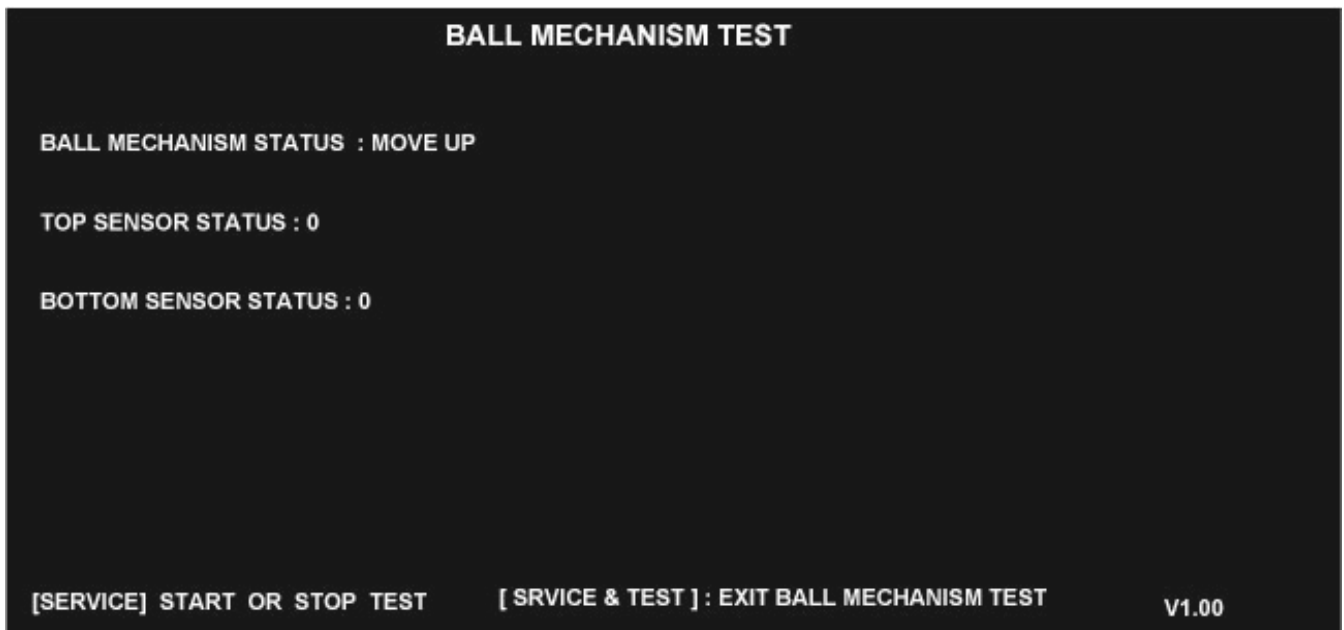 BALL MECHANISM TEST
BALL MECHANISM STATUS : MOVE UP
TOP SENSOR STATUS : 0
BOTTOM SENSOR STATUS : 0
[SERVICE] START OR STOP TEST [ SRVICE & TEST ] : EXIT BALL MECHANISM TEST V1.00